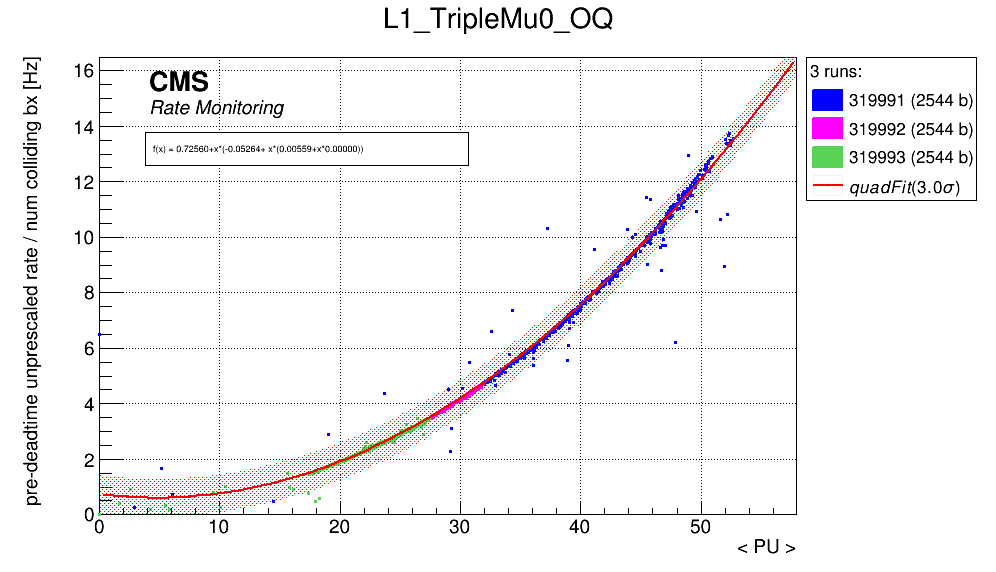 L1_TripleMu0_OQ
pre-deadtime unprescaled rate / num colliding bx [Hz]
16
14
12
10
8
6
4
2
0
CMS
Rate Monitoring
f(x) = 0.72560+x*(-0.05264+ x*(0.00559+x*0.00000))
3 runs:
319991 (2544 b)
319992 (2544 b)
319993 (2544 b)
quadFit(3.0σ)
0 10 20 30 40 50
< PU >